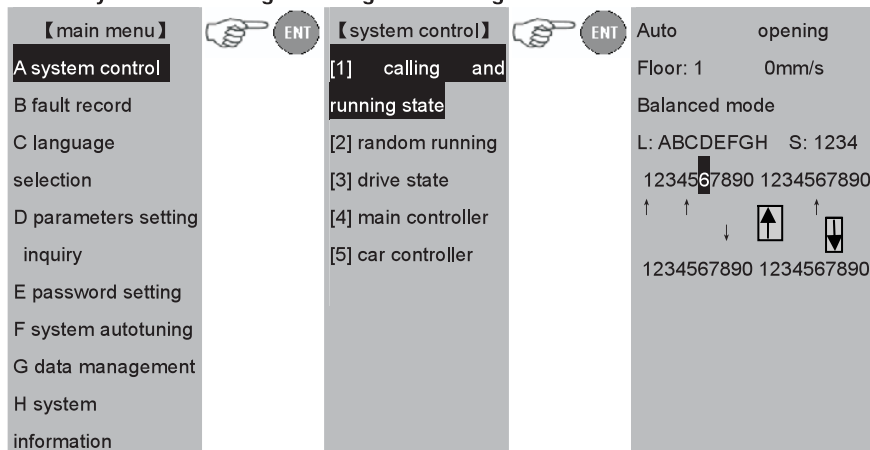 【main menu】
A system control
B fault record
C language
selection
D parameters setting
inquiry
E password setting
F system autotuning
G data management
H system
information
ENT
【system control】
[1] calling and
running state
[2] random running
[3] drive state
[4] main controller
[5] car controller
ENT
Auto opening
Floor: 1 0mm/s
Balanced mode
L: ABCDEFGH S: 1234
1234567890 1234567890
↑ ↑ ↑
↓ ↑ ↓
1234567890 1234567890